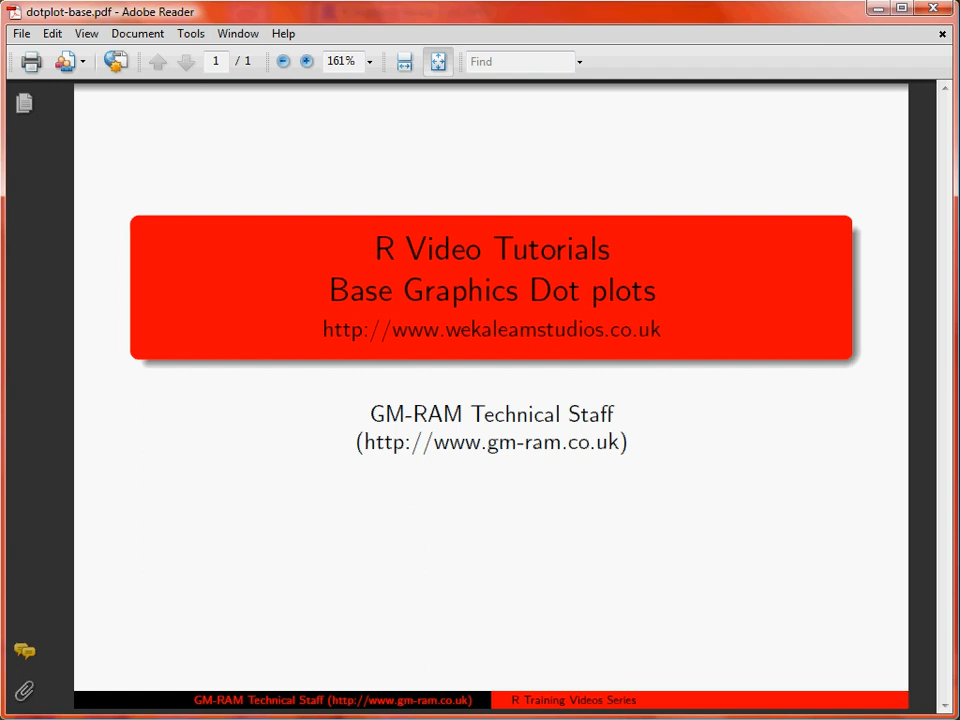 dotplot-base.pdf - Adobe Reader
File Edit View Document Tools Window Help
1 / 1 161% Find
R Video Tutorials
Base Graphics Dot plots
http://www.wekaleamstudios.co.uk
GM-RAM Technical Staff
(http://www.gm-ram.co.uk)
GM-RAM Technical Staff (http://www.gm-ram.co.uk) R Training Videos Series